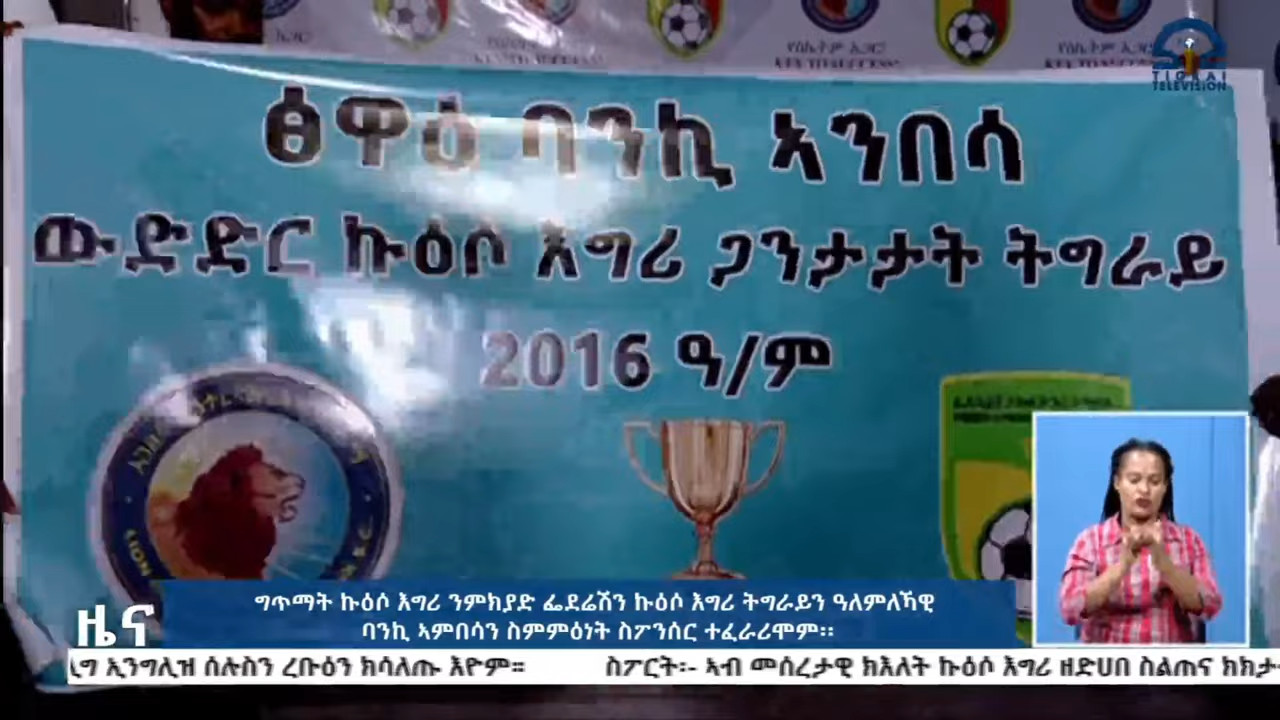 TIGRAI
TELEVISION
ፅዋዕ ባንኪ ኣንበሳ
ውድድር ኩዕሶ እግሪ ጋንታታት ትግራይ
2016 ዓ/ም
ዜና
ግጥማት ኩዕሶ እግሪ ንምክያድ ፌደሬሽን ኩዕሶ እግሪ ትግራይን ዓለምለኻዊ
ባንኪ ኣምበሳን ስምምዕነት ስፖንሰር ተፈራሪሞም።
ሊግ ኢንግሊዝ ሰሉስን ረቡዕን ክሳለጡ እዮም። ስፖርት፡- ኣብ መሰረታዊ ክእለት ኩዕሶ እግሪ ዘድሀበ ስልጠና